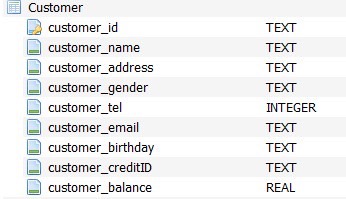 Customer
customer_id TEXT
customer_name TEXT
customer_address TEXT
customer_gender TEXT
customer_tel INTEGER
customer_email TEXT
customer_birthday TEXT
customer_creditID TEXT
customer_balance REAL